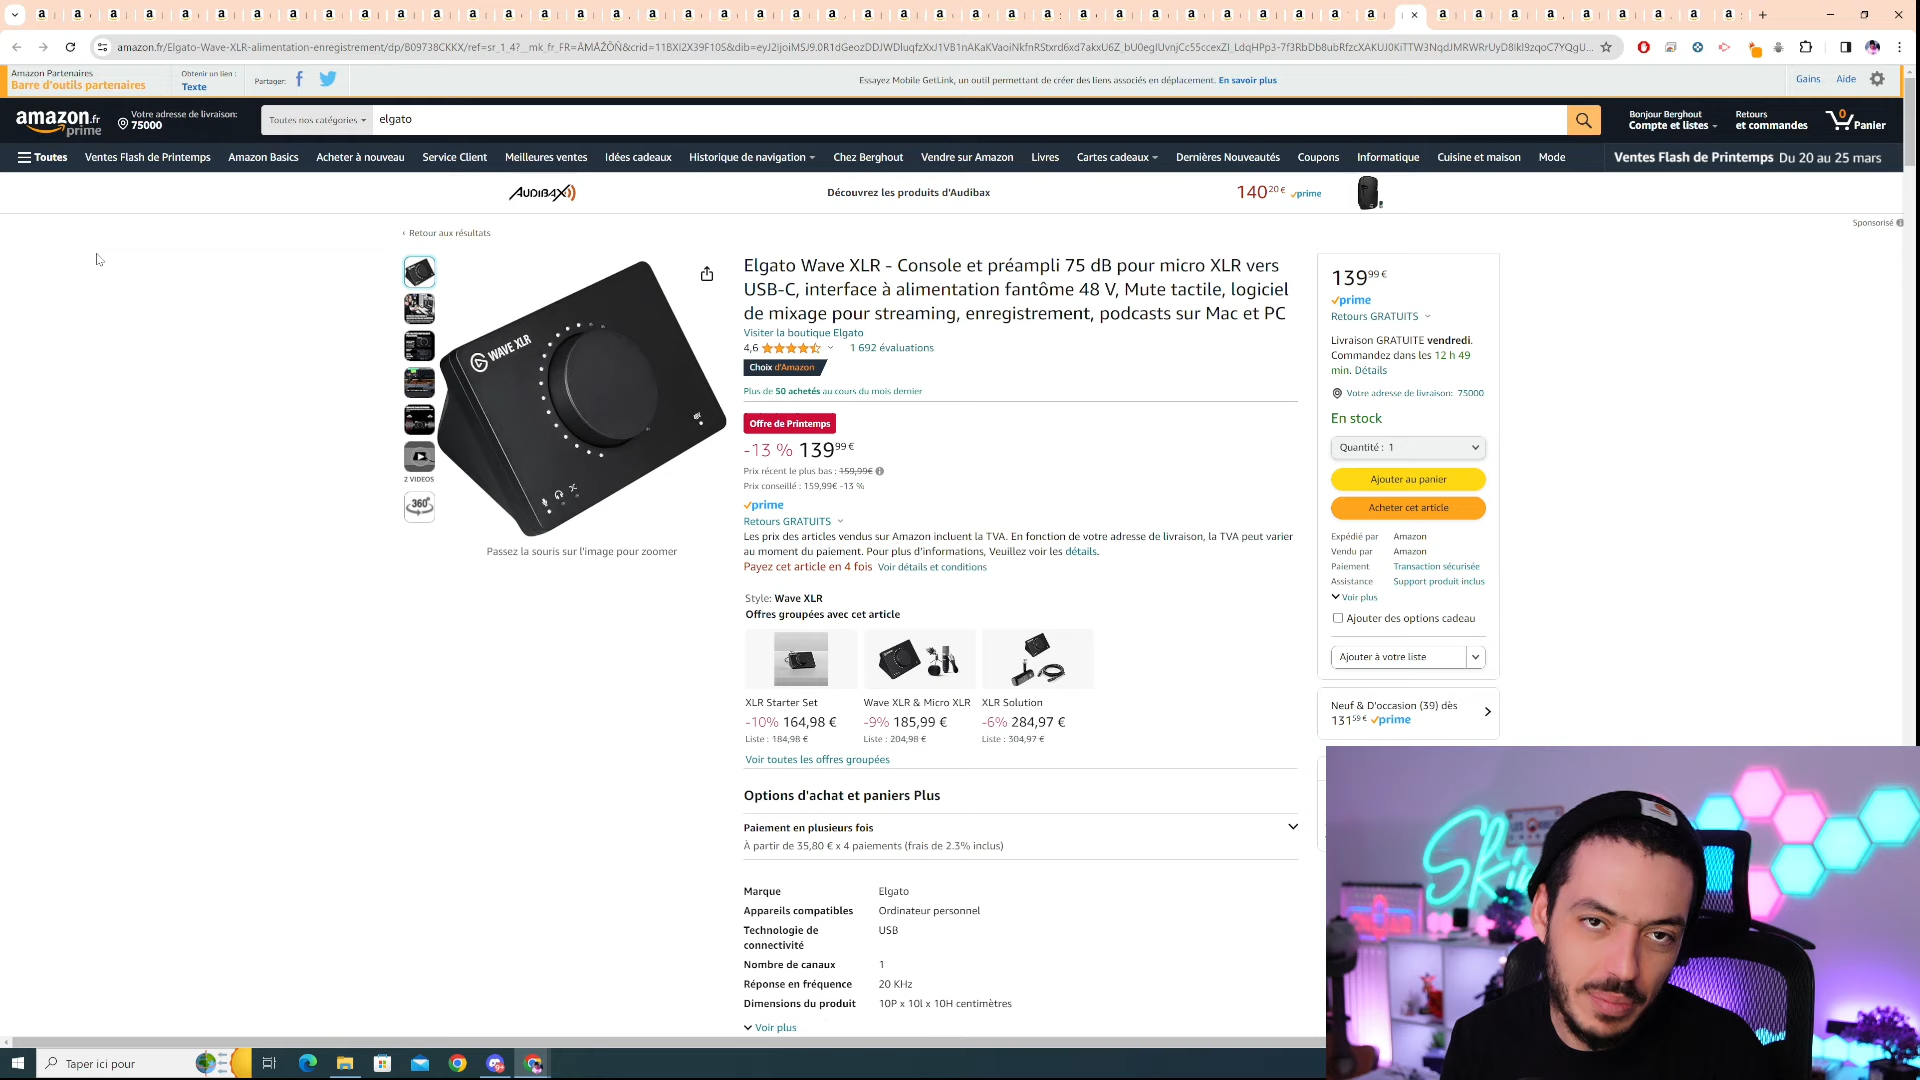 amazon.fr/Elgato-Wave-XLR-alimentation-enregistrement/dp/B09738CKKX/ref=sr_1_4?__mk_fr_FR=ÅMÅŽÕÑ&crid=11BXI2X39F10S&dib=
Amazon Partenaires
Barre d'outils partenaires
Obtenir un lien :
Texte
Partager:
Essayez Mobile GetLink, un outil permettant de créer des liens associés en déplacement. En savoir plus
Gains
Aide
amazon.fr
prime
Votre adresse de livraison:
75000
Toutes nos catégories
elgato
Bonjour Berghout
Compte et listes
Retours
et commandes
0
Panier
Toutes
Ventes Flash de Printemps
Amazon Basics
Acheter à nouveau
Service Client
Meilleures ventes
Idées cadeaux
Historique de navigation
Chez Berghout
Vendre sur Amazon
Livres
Cartes cadeaux
Dernières Nouveautés
Coupons
Informatique
Cuisine et maison
Mode
Ventes Flash de Printemps Du 20 au 25 mars
AUDIBAX
Découvrez les produits d'Audibax
140 20 € prime
Sponsorisé
‹ Retour aux résultats
WAVE XLR
48V
2 VIDEOS
360°
Passez la souris sur l'image pour zoomer
Elgato Wave XLR - Console et préampli 75 dB pour micro XLR vers
USB-C, interface à alimentation fantôme 48 V, Mute tactile, logiciel
de mixage pour streaming, enregistrement, podcasts sur Mac et PC
Visiter la boutique Elgato
4,6
1 692 évaluations
Choix d'Amazon
Plus de 50 achetés au cours du mois dernier
Offre de Printemps
-13 % 139 99 €
Prix récent le plus bas : 159,99€
Prix conseillé : 159,99€ -13 %
prime
Retours GRATUITS
Les prix des articles vendus sur Amazon incluent la TVA. En fonction de votre adresse de livraison, la TVA peut varier
au moment du paiement. Pour plus d'informations, Veuillez voir les détails.
Payez cet article en 4 fois Voir détails et conditions
Style: Wave XLR
Offres groupées avec cet article
XLR Starter Set
-10% 164,98 €
Liste : 184,98 €
Wave XLR & Micro XLR
-9% 185,99 €
Liste : 204,98 €
XLR Solution
-6% 284,97 €
Liste : 304,97 €
Voir toutes les offres groupées
Options d'achat et paniers Plus
Paiement en plusieurs fois
À partir de 35,80 € x 4 paiements (frais de 2.3% inclus)
Marque Elgato
Appareils compatibles Ordinateur personnel
Technologie de
connectivité
USB
Nombre de canaux 1
Réponse en fréquence 20 KHz
Dimensions du produit 10P x 10l x 10H centimètres
Voir plus
139 99 €
prime
Retours GRATUITS
Livraison GRATUITE vendredi.
Commandez dans les 12 h 49
min. Détails
Votre adresse de livraison: 75000
En stock
Quantité : 1
Ajouter au panier
Acheter cet article
Expédié par Amazon
Vendu par Amazon
Paiement Transaction sécurisée
Assistance Support produit inclus
Voir plus
Ajouter des options cadeau
Ajouter à votre liste
Neuf & D'occasion (39) dès
131 59 € prime
Taper ici pour